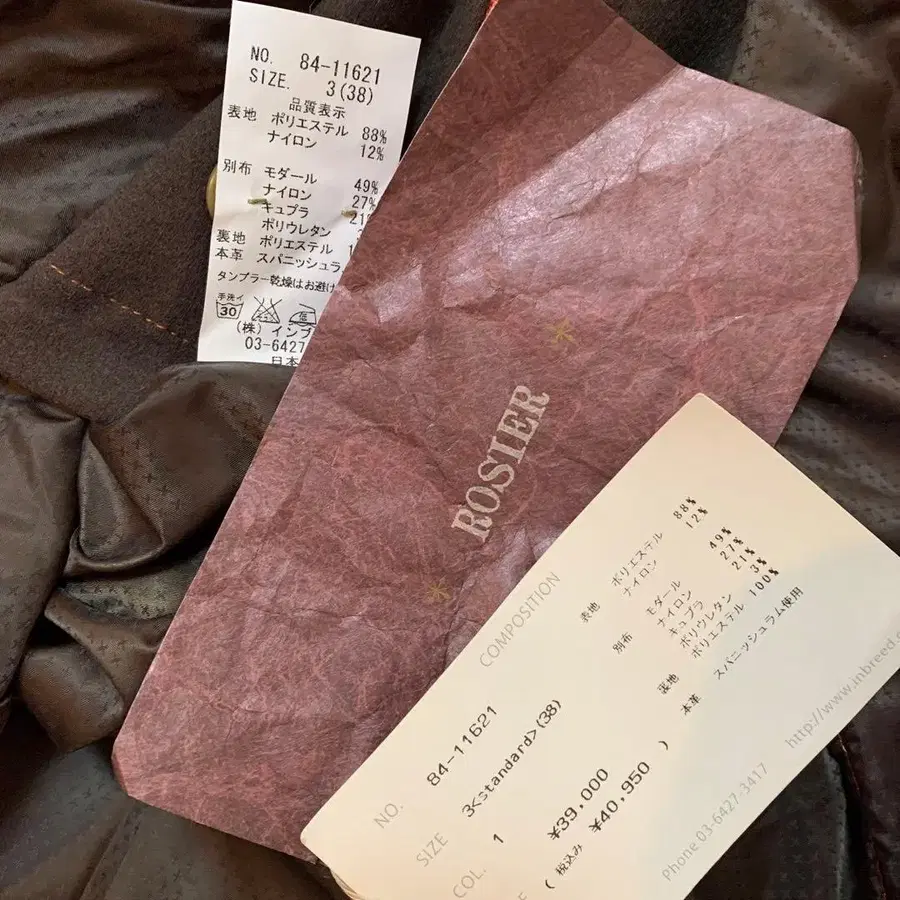 NO. 84-11621
SIZE. 3(38)
品質表示
表地 ポリエステル 88%
ナイロン 12%
別布 モダール 49%
ナイロン 27%
キュプラ 21
ポリウレタン
裏地 ポリエステル
本革 スパニッシュラ
タンブラー乾燥はお避け
手洗イ
30
低
(株) インブ
03-6427
日本
ROSIER
COMPOSITION
表地 ポリエステル 88%
ナイロン 12%
別布 モダール 49%
ナイロン 27%
キュプラ 21%
ポリウレタン 3%
裏地 ポリエステル 100%
本革 スパニッシュラム使用
NO. 84-11621
SIZE 3<standard>(38)
COL. 1
¥39,000
( 税込み ¥40,950 )
Phone 03-6427-3417 http://www.inbreed.c